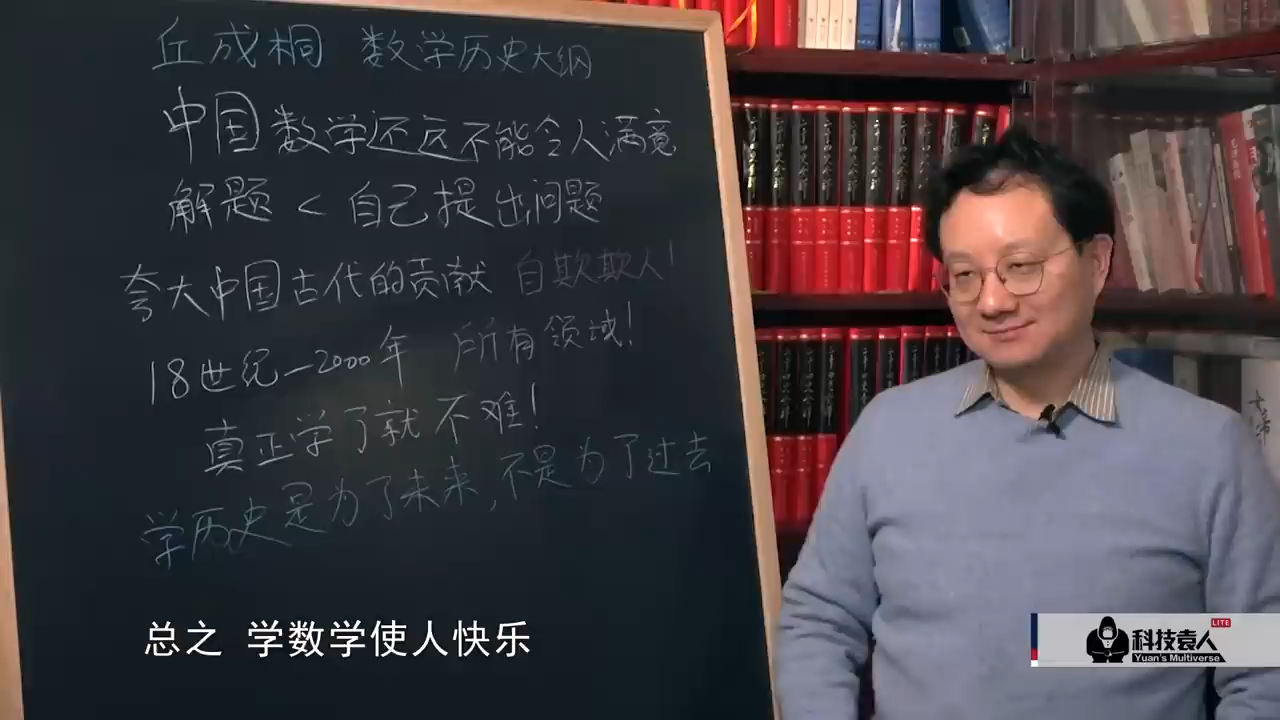 丘成桐 数学历史大纲
中国数学还远不能令人满意
解题 < 自己提出问题
夸大中国古代的贡献 自欺欺人!
18世纪—2000年 所有领域!
真正学了就不难!
学历史是为了未来,不是为了过去
总之 学数学使人快乐
科技袁人
LITE
Yuan's Multiverse